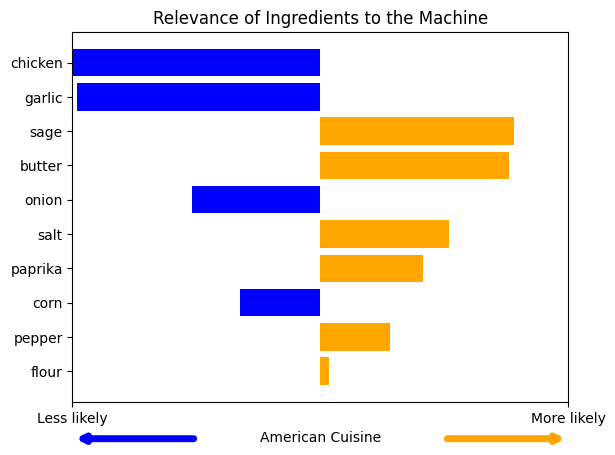 Relevance of Ingredients to the Machine
chicken
garlic
sage
butter
onion
salt
paprika
corn
pepper
flour
Less likely
More likely
American Cuisine